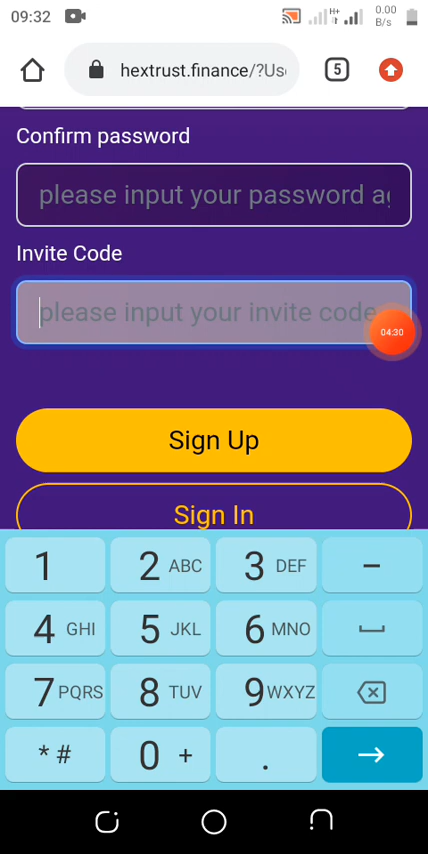 09:32 H+ 0.00
B/s
hextrust.finance/?Us
5
Confirm password
please input your password ag
Invite Code
please input your invite code
04:30
Sign Up
Sign In
1 2 ABC 3 DEF -
4 GHI 5 JKL 6 MNO
7 PQRS 8 TUV 9 WXYZ
* # 0 + .